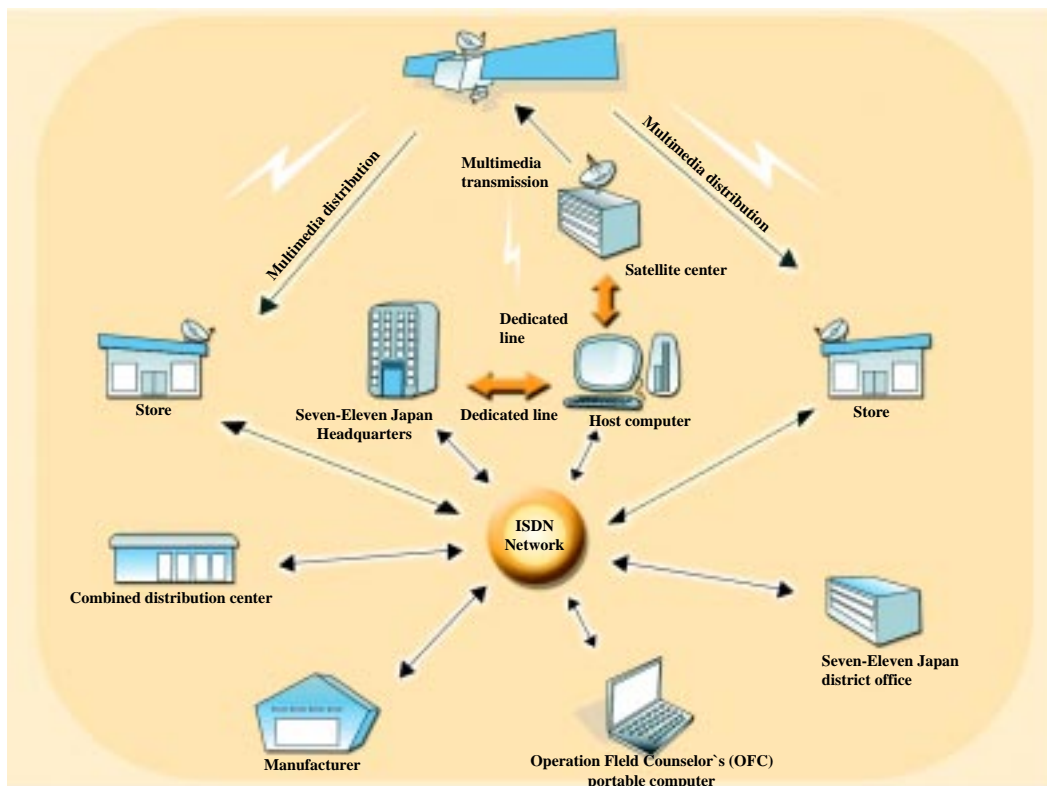 Multimedia distribution
Multimedia
transmission
Multimedia distribution
Satellite center
Dedicated
line
Store
Seven-Eleven Japan
Headquarters
Dedicated line
Host computer
Store
ISDN
Network
Combined distribution center
Seven-Eleven Japan
district office
Manufacturer
Operation Fleld Counselor`s (OFC)
portable computer